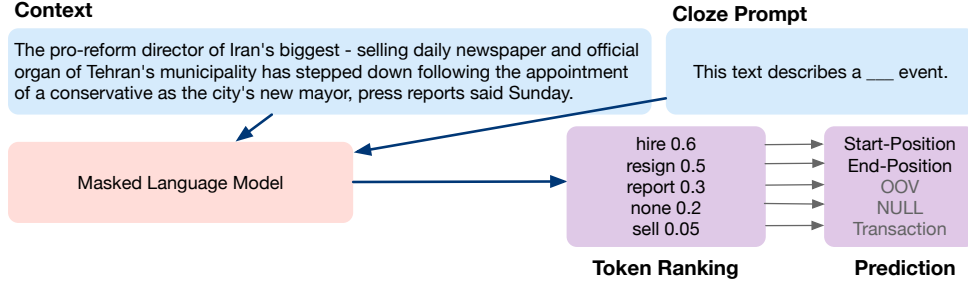 Context
Cloze Prompt
The pro-reform director of Iran's biggest - selling daily newspaper and official
organ of Tehran's municipality has stepped down following the appointment
of a conservative as the city's new mayor, press reports said Sunday.
This text describes a ___ event.
Masked Language Model
hire 0.6
resign 0.5
report 0.3
none 0.2
sell 0.05
Start-Position
End-Position
OOV
NULL
Transaction
Token Ranking
Prediction